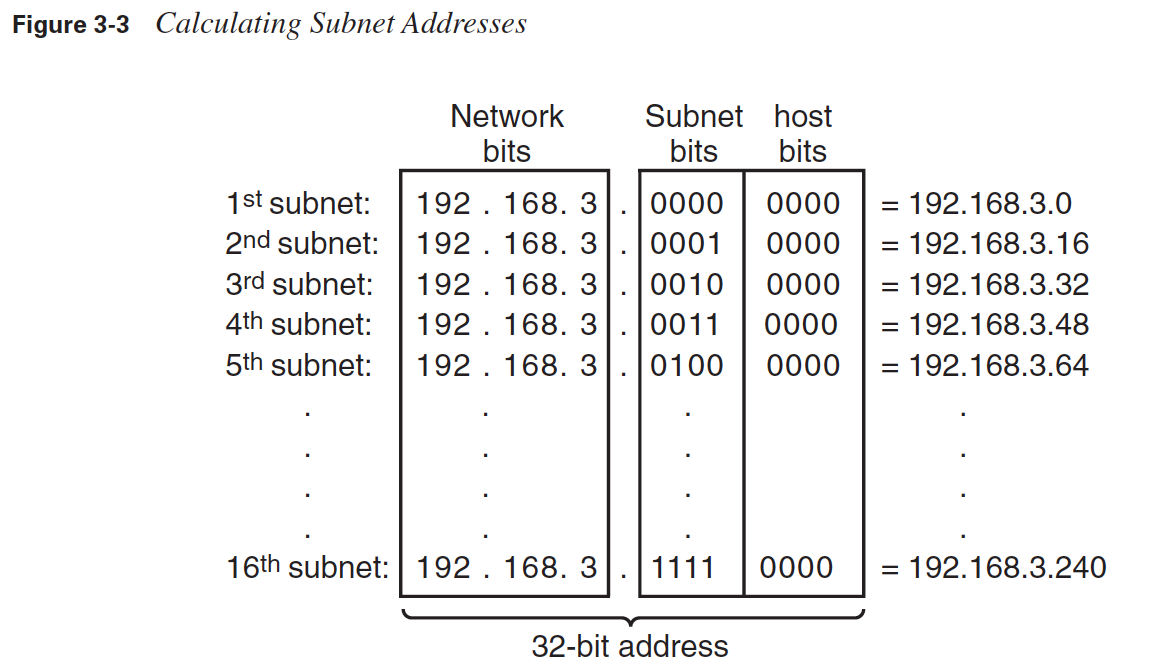 Figure 3-3 Calculating Subnet Addresses
Network Subnet host
bits bits bits
1st subnet: 192 . 168. 3 . 0000 0000 = 192.168.3.0
2nd subnet: 192 . 168. 3 . 0001 0000 = 192.168.3.16
3rd subnet: 192 . 168. 3 . 0010 0000 = 192.168.3.32
4th subnet: 192 . 168. 3 . 0011 0000 = 192.168.3.48
5th subnet: 192 . 168. 3 . 0100 0000 = 192.168.3.64
. . . .
. . . .
. . . .
. . . .
16th subnet: 192 . 168. 3 . 1111 0000 = 192.168.3.240
32-bit address